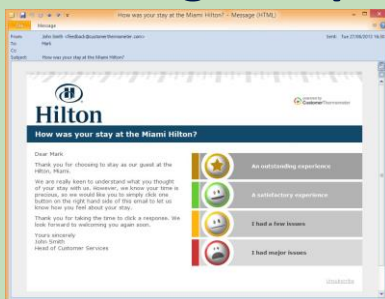 How was your stay at the Miami Hilton? - Message (HTML)
Message
From: John Smith <feedback@customerthermometer.com>
Sent: Tue 27/08/2013
To: Mark
Cc
Subject: How was your stay at the Miami Hilton?
Hilton
CustomerThermometer
How was your stay at the Miami Hilton?
Dear Mark
Thank you for choosing to stay as our guest at the
Hilton, Miami.
We are really keen to understand what you thought
of your stay with us. However, we know your time is
precious, so we would like you to simply click one
button on the right hand side of this email to let us
know how you feel about your stay.
Thank you for taking the time to click a response. We
look forward to welcoming you again soon.
Yours sincerely
John Smith
Head of Customer Services
An outstanding experience
A satisfactory experience
I had a few issues
I had major issues
Unsubscribe